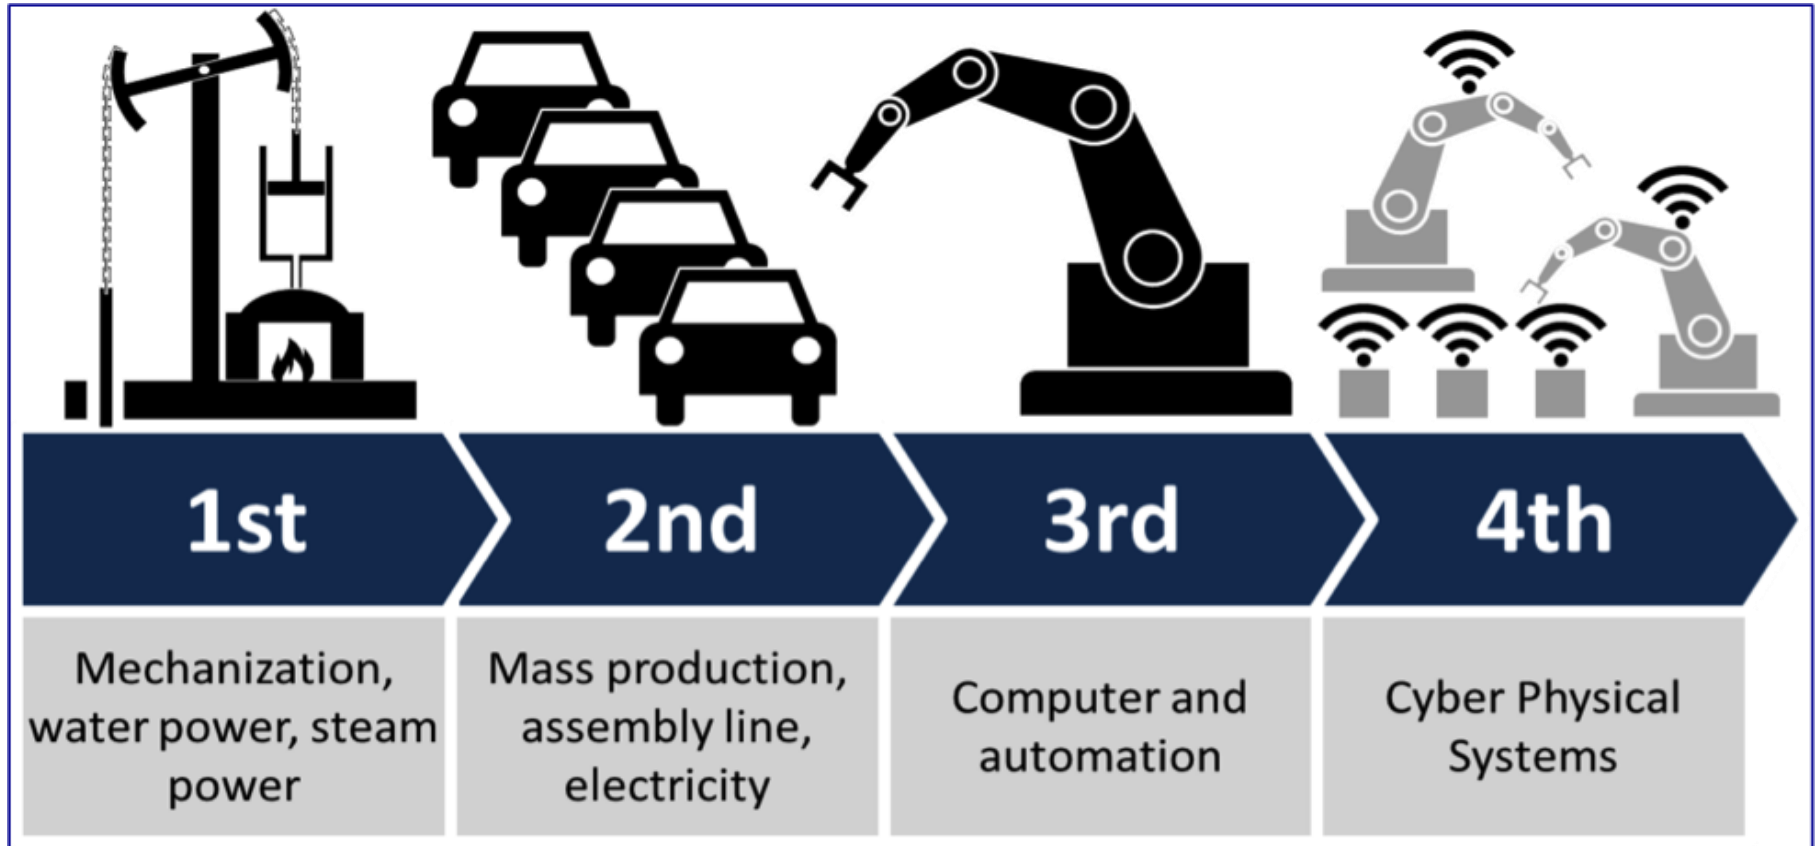 1st
2nd
3rd
4th
Mechanization,
water power, steam
power
Mass production,
assembly line,
electricity
Computer and
automation
Cyber Physical
Systems